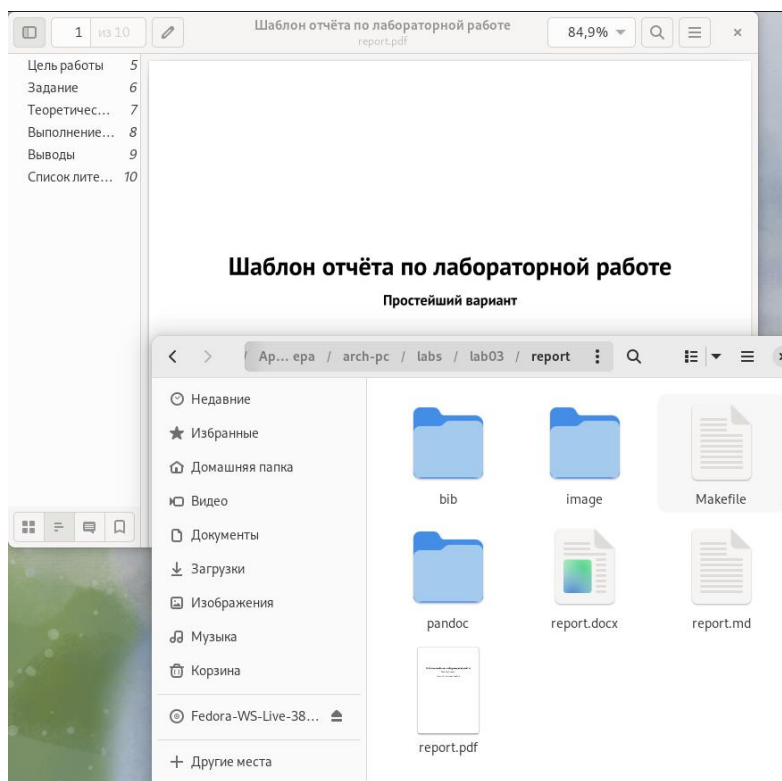 Шаблон отчёта по лабораторной работе
report.pdf
1 из 10
84,9%
Цель работы 5
Задание 6
Теоретичес... 7
Выполнение... 8
Выводы 9
Список лите... 10
Шаблон отчёта по лабораторной работе
Простейший вариант
/ Ар... ера / arch-pc / labs / lab03 / report
Недавние
Избранные
Домашняя папка
Видео
Документы
Загрузки
Изображения
Музыка
Корзина
Fedora-WS-Live-38...
Другие места
bib
image
Makefile
pandoc
report.docx
report.md
report.pdf